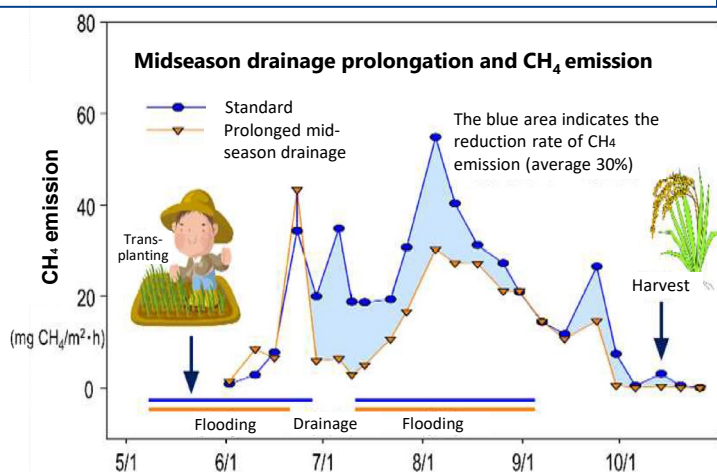 80
Midseason drainage prolongation and CH₄ emission
60
Standard
Prolonged mid-
season drainage
The blue area indicates the
reduction rate of CH₄
emission (average 30%)
CH₄ emission
40
Trans-
planting
Harvest
20
(mg CH₄/m²·h)
0
Flooding
Drainage
Flooding
5/1
6/1
7/1
8/1
9/1
10/1